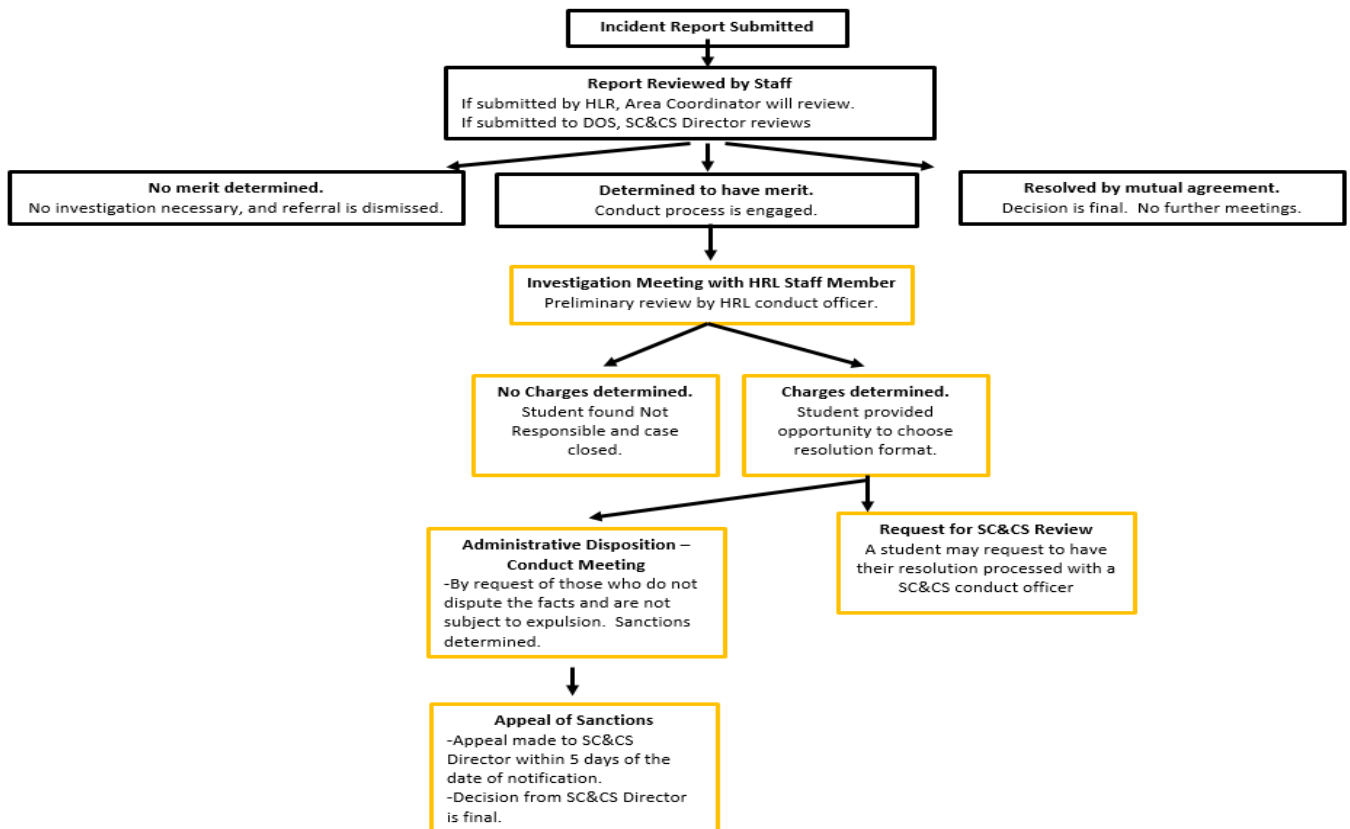 Incident Report Submitted
Report Reviewed by Staff
If submitted by HLR, Area Coordinator will review.
If submitted to DOS, SC&CS Director reviews
No merit determined.
No investigation necessary, and referral is dismissed.
Determined to have merit.
Conduct process is engaged.
Resolved by mutual agreement.
Decision is final.  No further meetings.
Investigation Meeting with HRL Staff Member
Preliminary review by HRL conduct officer.
No Charges determined.
Student found Not
Responsible and case
closed.
Charges determined.
Student provided
opportunity to choose
resolution format.
Administrative Disposition –
Conduct Meeting
-By request of those who do not
dispute the facts and are not
subject to expulsion.  Sanctions
determined.
Request for SC&CS Review
A student may request to have
their resolution processed with a
SC&CS conduct officer
Appeal of Sanctions
-Appeal made to SC&CS
Director within 5 days of the
date of notification.
-Decision from SC&CS Director
is final.